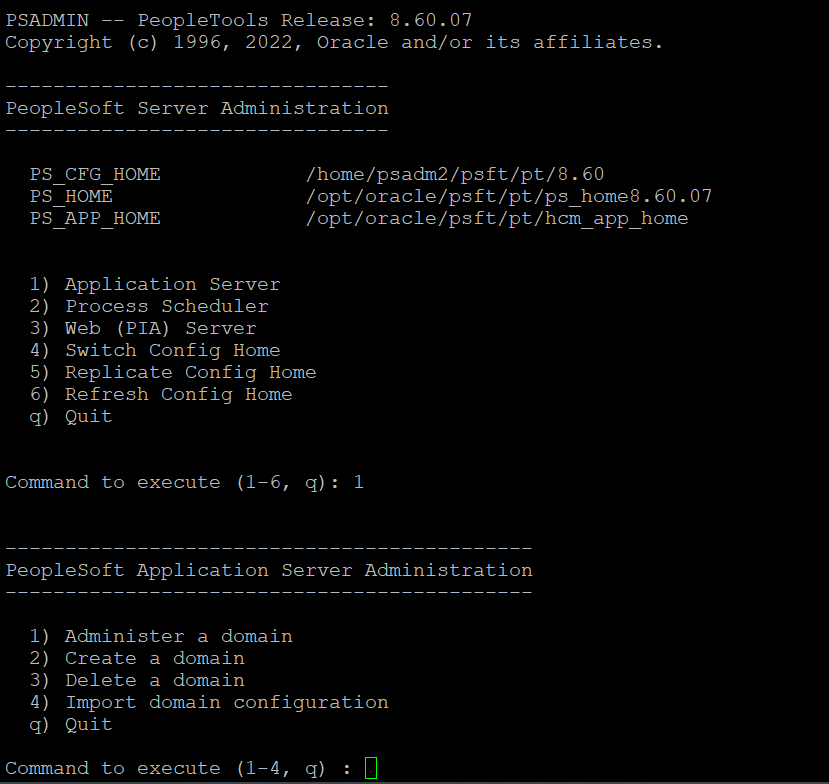 PSADMIN -- PeopleTools Release: 8.60.07
Copyright (c) 1996, 2022, Oracle and/or its affiliates.
--------------------------------
PeopleSoft Server Administration
--------------------------------
PS_CFG_HOME /home/psadm2/psft/pt/8.60
PS_HOME /opt/oracle/psft/pt/ps_home8.60.07
PS_APP_HOME /opt/oracle/psft/pt/hcm_app_home
1) Application Server
2) Process Scheduler
3) Web (PIA) Server
4) Switch Config Home
5) Replicate Config Home
6) Refresh Config Home
q) Quit
Command to execute (1-6, q): 1
--------------------------------------------
PeopleSoft Application Server Administration
--------------------------------------------
1) Administer a domain
2) Create a domain
3) Delete a domain
4) Import domain configuration
q) Quit
Command to execute (1-4, q) :